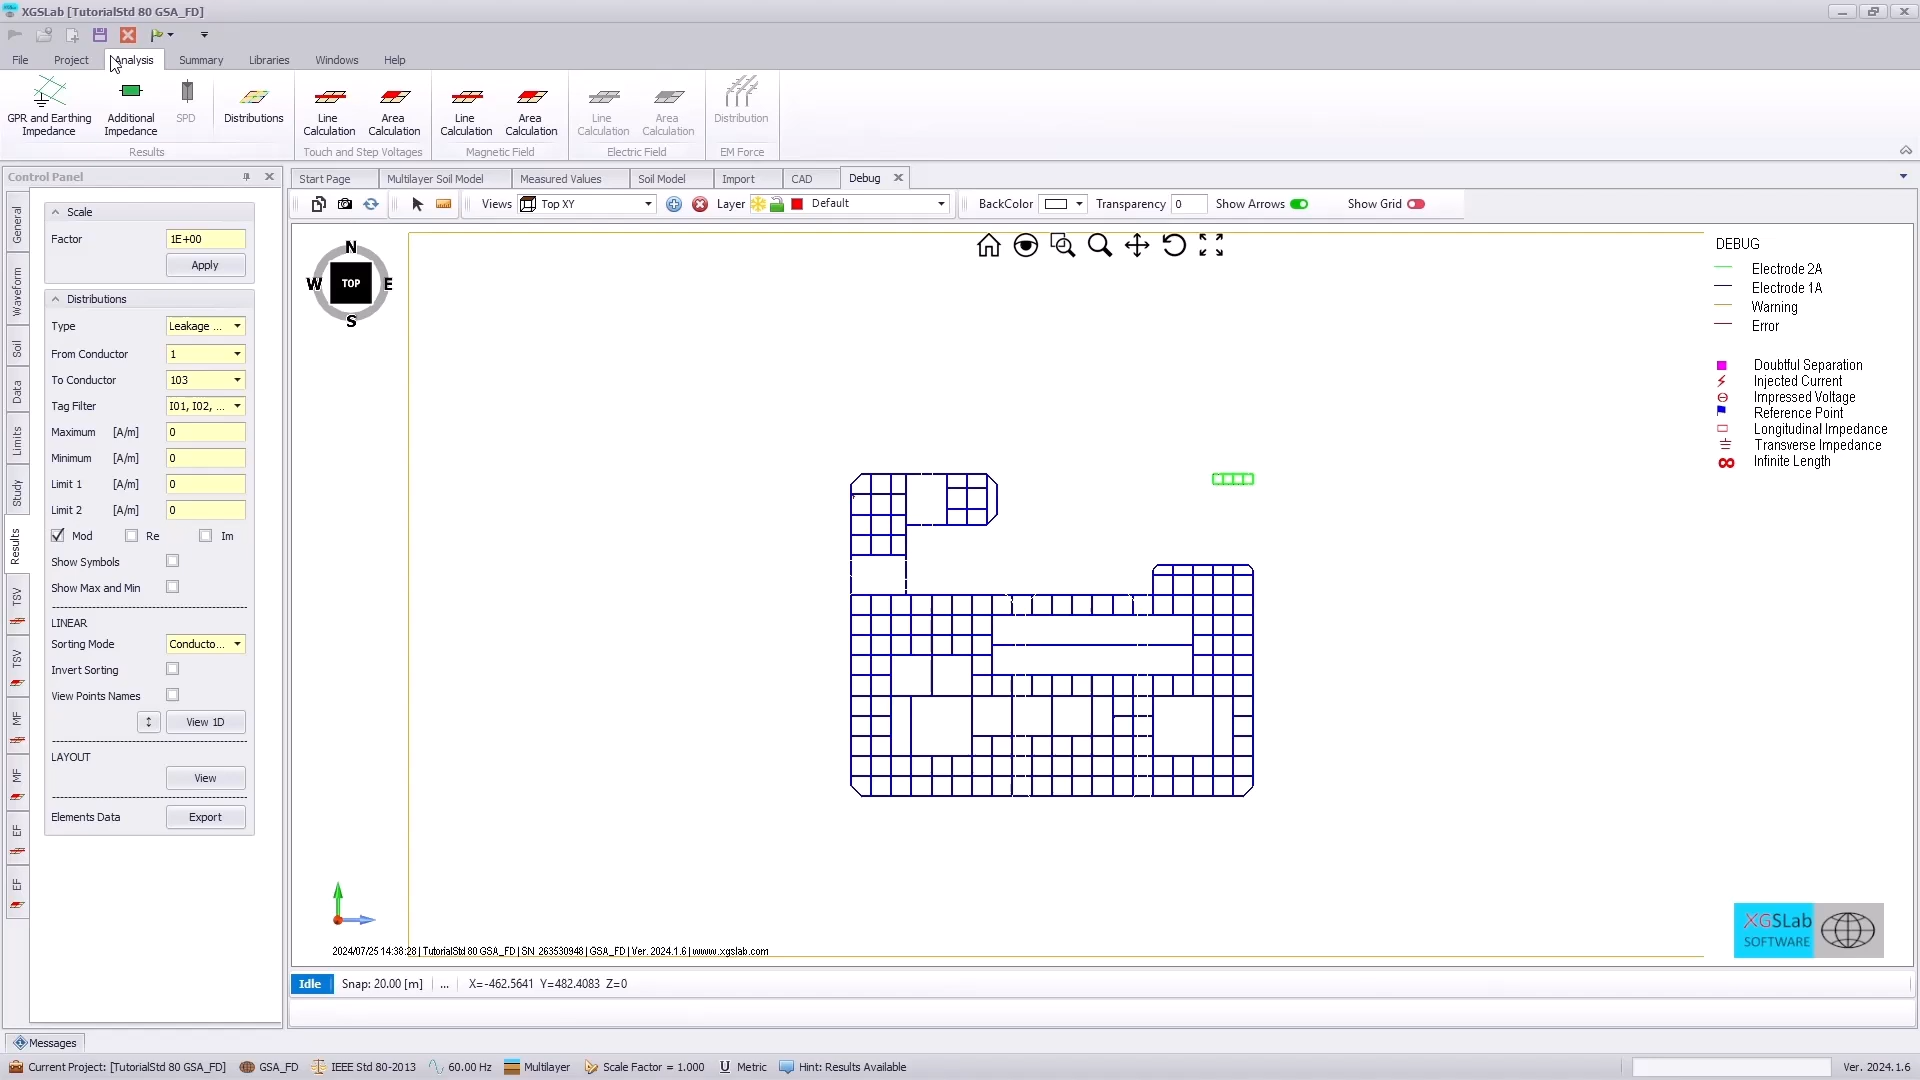 XGSLab [TutorialStd 80 GSA_FD]
File Project Analysis Summary Libraries Windows Help
GPR and Earthing Impedance
Additional Impedance
SPD
Distributions
Results
Line Calculation
Area Calculation
Touch and Step Voltages
Line Calculation
Area Calculation
Magnetic Field
Line Calculation
Area Calculation
Electric Field
Distribution
EM Force
Control Panel
Start Page Multilayer Soil Model Measured Values Soil Model Import CAD Debug
Views Top XY Layer Default BackColor Transparency 0 Show Arrows Show Grid
General
Waveform
Soil
Data
Limits
Study
Results
TSV
TSV
MF
MF
EF
EF
Scale
Factor 1E+00
Apply
Distributions
Type Leakage ...
From Conductor 1
To Conductor 103
Tag Filter I01, I02, ...
Maximum [A/m] 0
Minimum [A/m] 0
Limit 1 [A/m] 0
Limit 2 [A/m] 0
Mod Re Im
Show Symbols
Show Max and Min
LINEAR
Sorting Mode Conducto...
Invert Sorting
View Points Names
View 1D
LAYOUT
View
Elements Data Export
N
W TOP E
S
DEBUG
Electrode 2A
Electrode 1A
Warning
Error
Doubtful Separation
Injected Current
Impressed Voltage
Reference Point
Longitudinal Impedance
Transverse Impedance
Infinite Length
XGSLab
SOFTWARE
2024/07/25 14:38:28 | TutorialStd 80 GSA_FD | SN 263530948 | GSA_FD | Ver. 2024.1.6 | wwww.xgslab.com
Idle Snap: 20.00 [m] ... X=-462.5641 Y=482.4083 Z=0
Messages
Current Project: [TutorialStd 80 GSA_FD] GSA_FD IEEE Std 80-2013 60.00 Hz Multilayer Scale Factor = 1.000 U Metric Hint: Results Available Ver. 2024.1.6